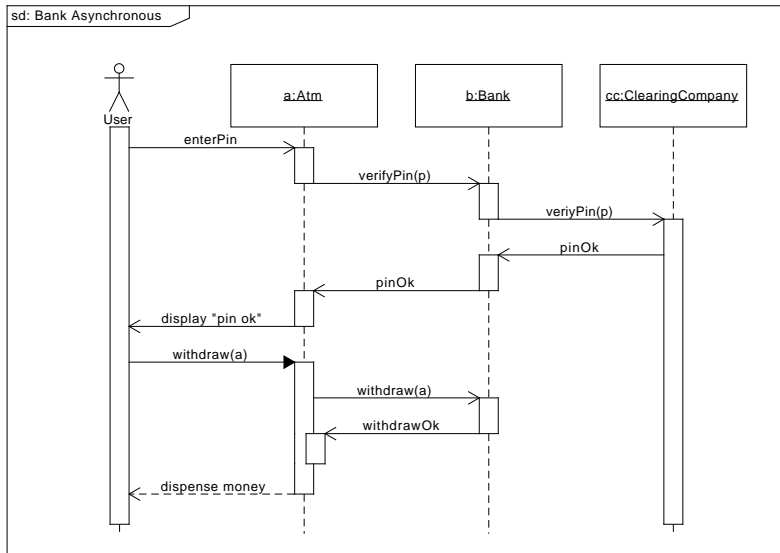 sd: Bank Asynchronous
User
a:Atm
b:Bank
cc:ClearingCompany
enterPin
verifyPin(p)
veriyPin(p)
pinOk
pinOk
display "pin ok"
withdraw(a)
withdraw(a)
withdrawOk
dispense money